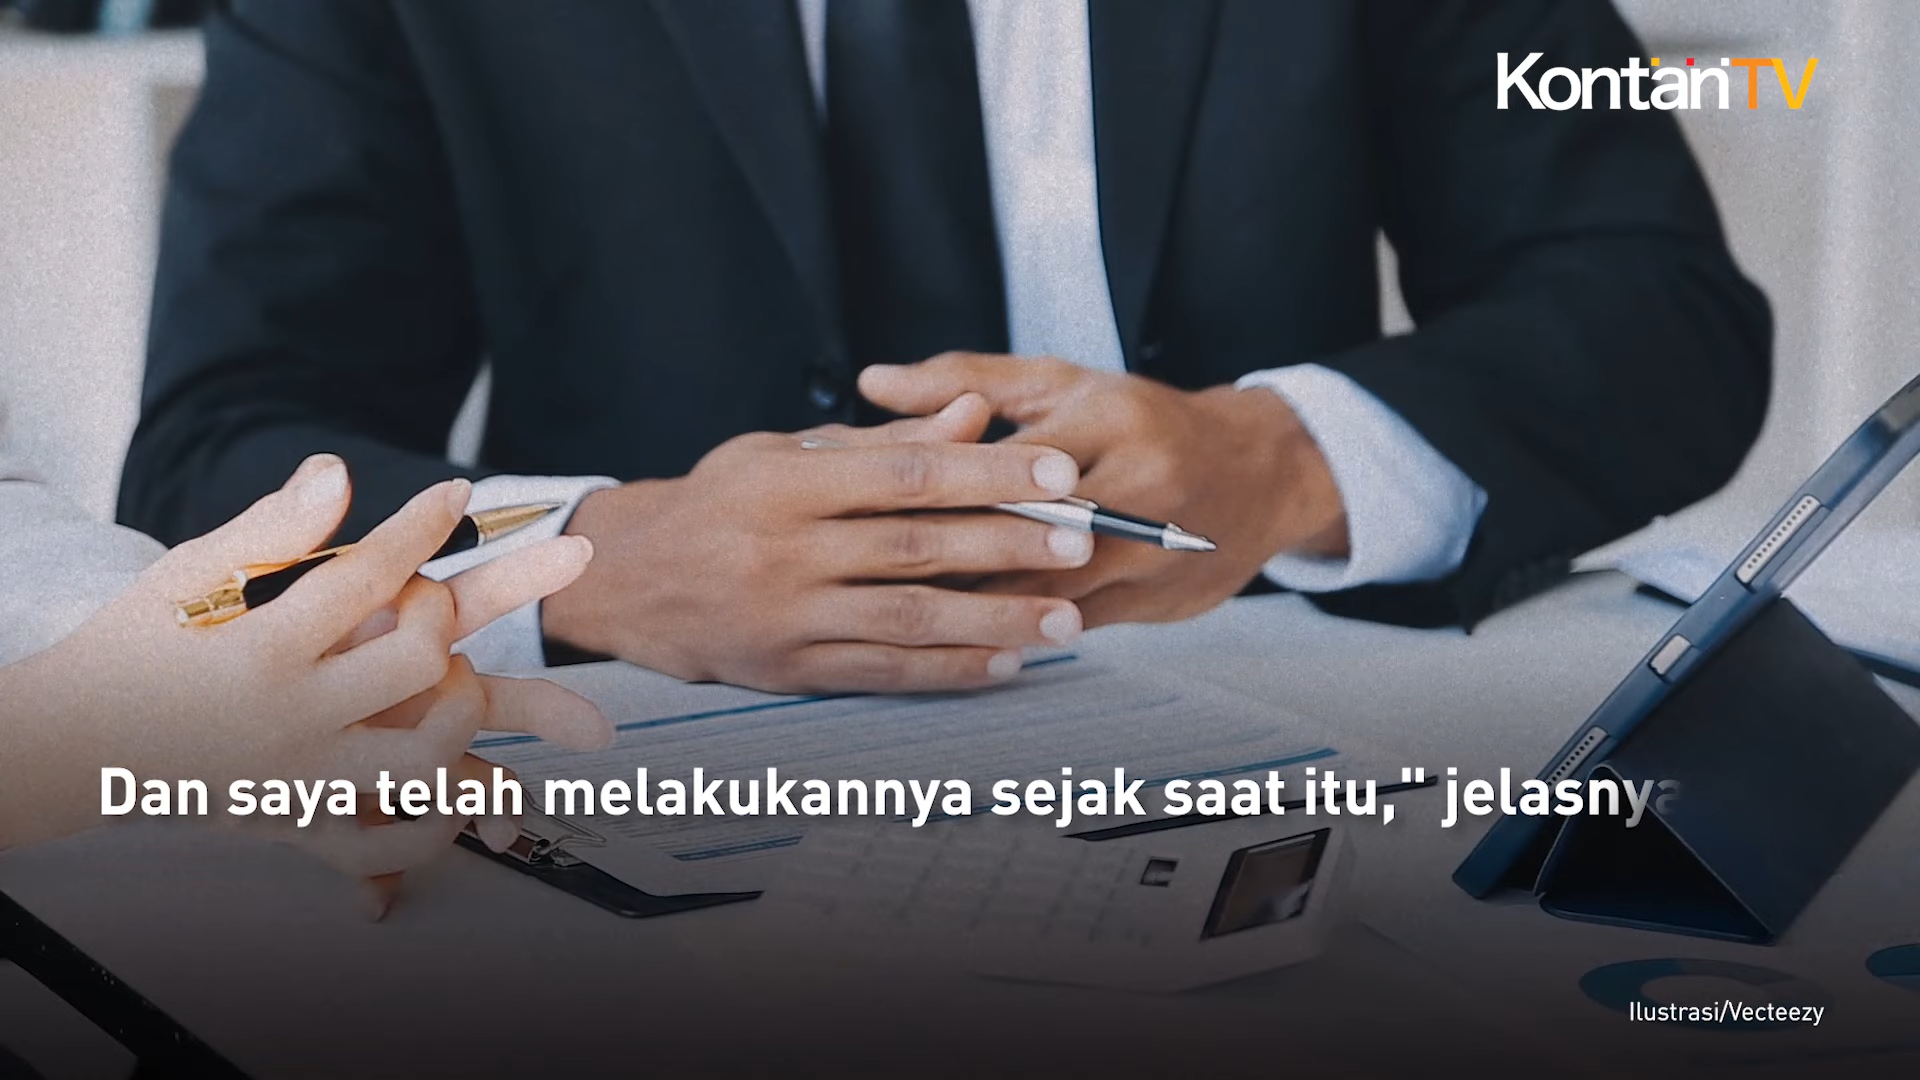 KontanTV
Dan saya telah melakukannya sejak saat itu," jelasnya
Ilustrasi/Vecteezy